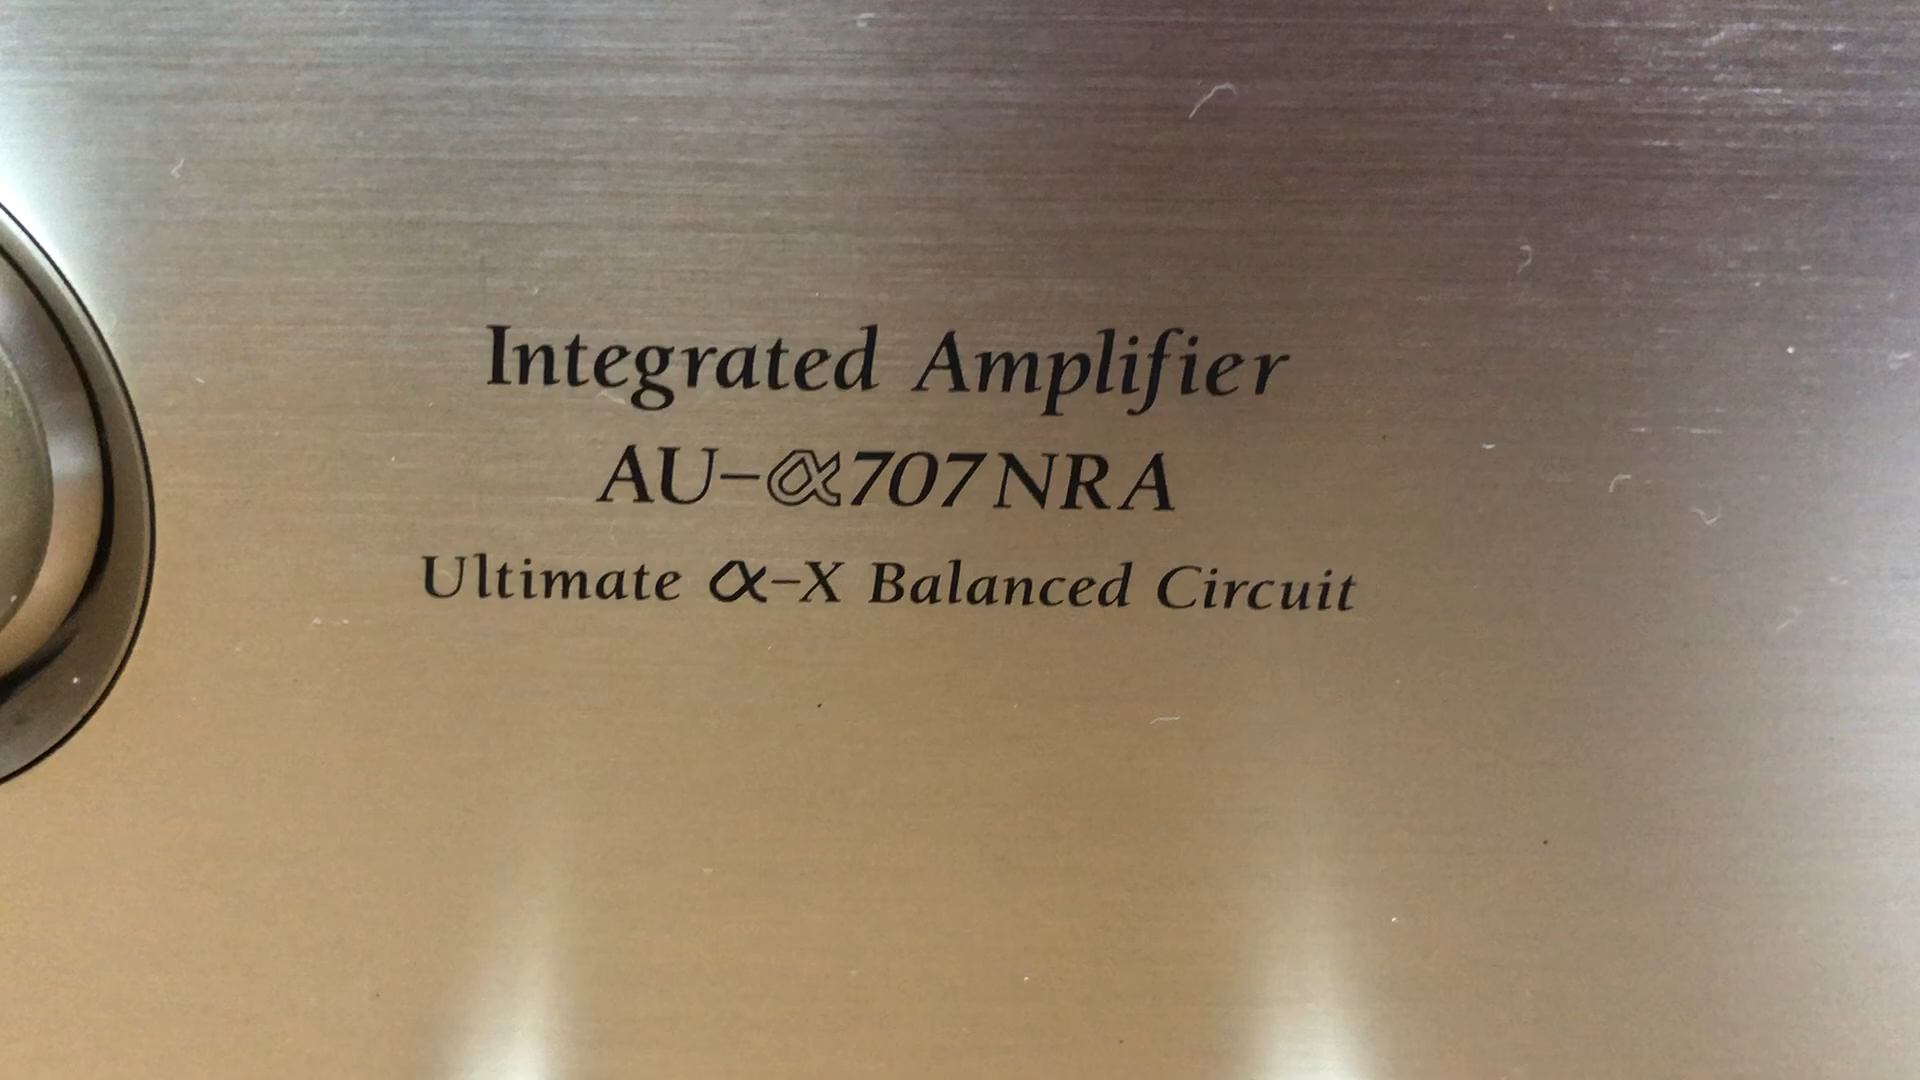 Integrated Amplifier
AU-α707NRA
Ultimate α-X Balanced Circuit